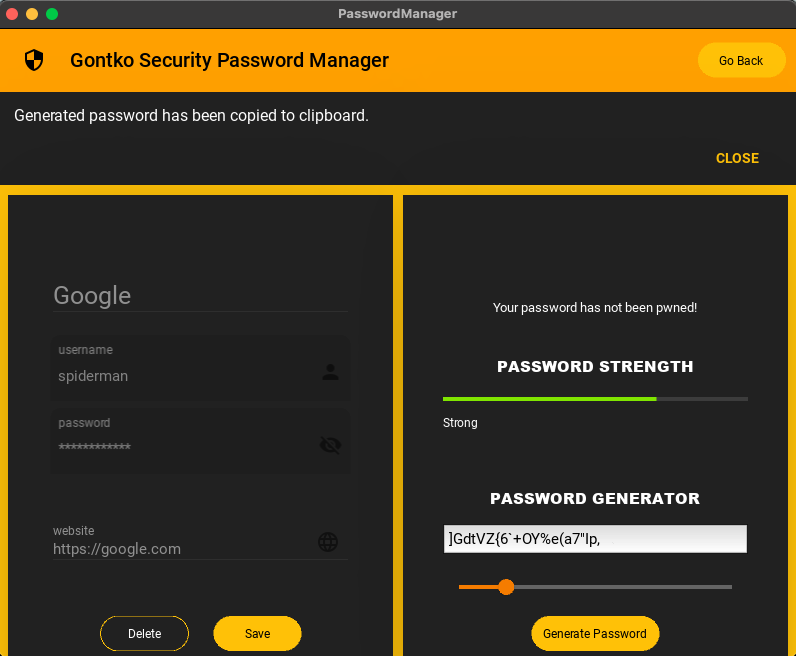 PasswordManager
Gontko Security Password Manager
Go Back
Generated password has been copied to clipboard.
CLOSE
Google
username
spiderman
password
************
website
https://google.com
Delete
Save
Your password has not been pwned!
PASSWORD STRENGTH
Strong
PASSWORD GENERATOR
]GdtVZ{6`+OY%e(a7"Ip,
Generate Password